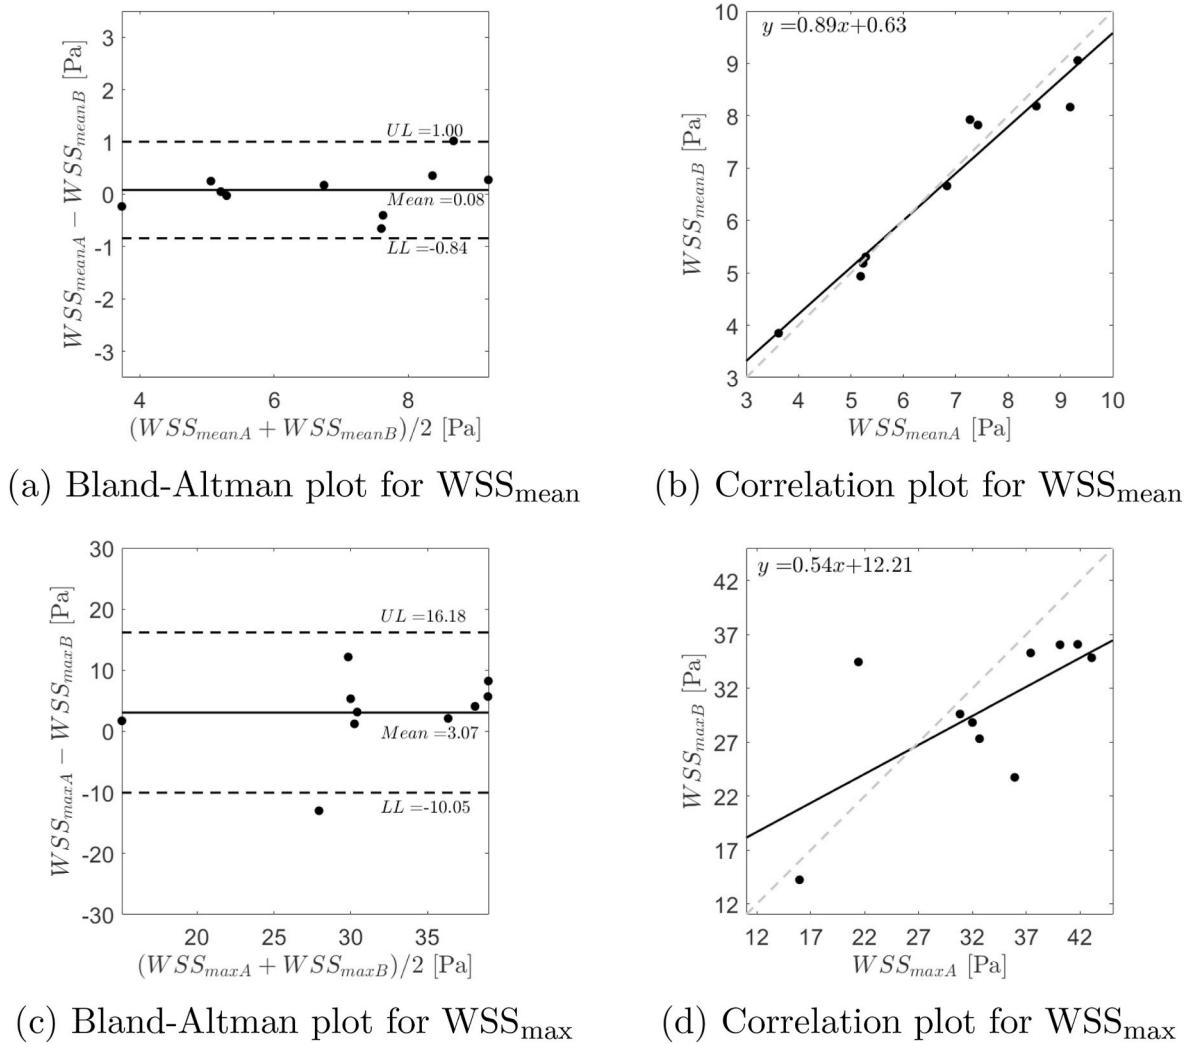 3
2
1
0
-1
-2
-3
UL =1.00
Mean =0.08
LL =-0.84
4 6 8
WSS_meanA − WSS_meanB [Pa]
(WSS_meanA + WSS_meanB)/2 [Pa]
(a) Bland-Altman plot for WSS_mean
y =0.89x+0.63
10
9
8
7
6
5
4
3
3 4 5 6 7 8 9 10
WSS_meanB [Pa]
WSS_meanA [Pa]
(b) Correlation plot for WSS_mean
30
20
10
0
-10
-20
-30
UL =16.18
Mean =3.07
LL =-10.05
20 30 35
WSS_maxA − WSS_maxB [Pa]
(WSS_maxA + WSS_maxB)/2 [Pa]
(c) Bland-Altman plot for WSS_max
y =0.54x+12.21
42
37
32
27
22
17
12
12 17 22 27 32 37 42
WSS_maxB [Pa]
WSS_maxA [Pa]
(d) Correlation plot for WSS_max